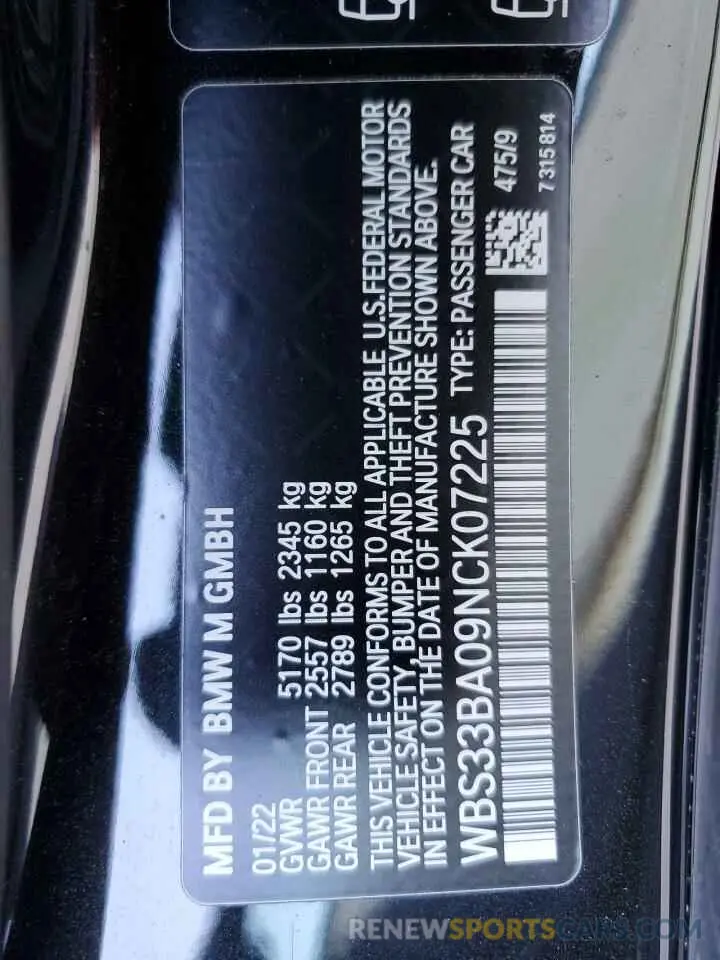 MFD BY BMW M GMBH
01/22
GVWR 5170 lbs 2345 kg
GAWR FRONT 2557 lbs 1160 kg
GAWR REAR 2789 lbs 1265 kg
THIS VEHICLE CONFORMS TO ALL APPLICABLE U.S. FEDERAL MOTOR
VEHICLE SAFETY, BUMPER AND THEFT PREVENTION STANDARDS
IN EFFECT ON THE DATE OF MANUFACTURE SHOWN ABOVE.
WBS33BA09NCK07225 TYPE: PASSENGER CAR
475/9
7 315 814
RENEWSPORTSCARS.COM